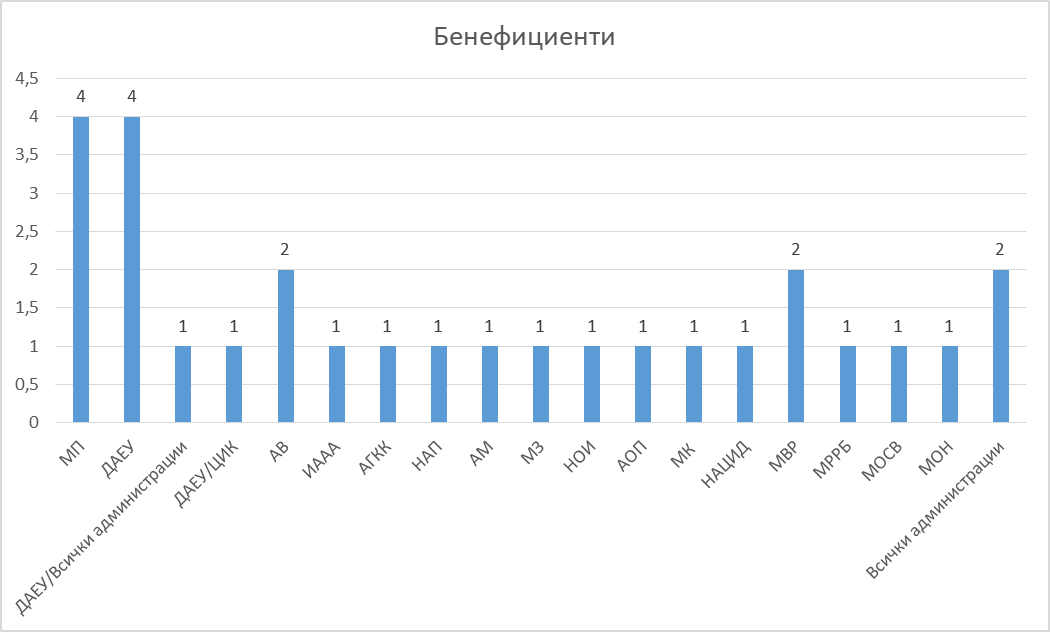 Бенефициенти
4,5
4
3,5
3
2,5
2
1,5
1
0,5
0
4
4
1
1
2
1
1
1
1
1
1
1
1
1
2
1
1
1
2
МП
ДАЕУ
ДАЕУ/Всички администрации
ДАЕУ/ЦИК
АВ
ИААА
АГКК
НАП
АМ
МЗ
НОИ
АОП
МК
НАЦИД
МВР
МРРБ
МОСВ
МОН
Всички администрации